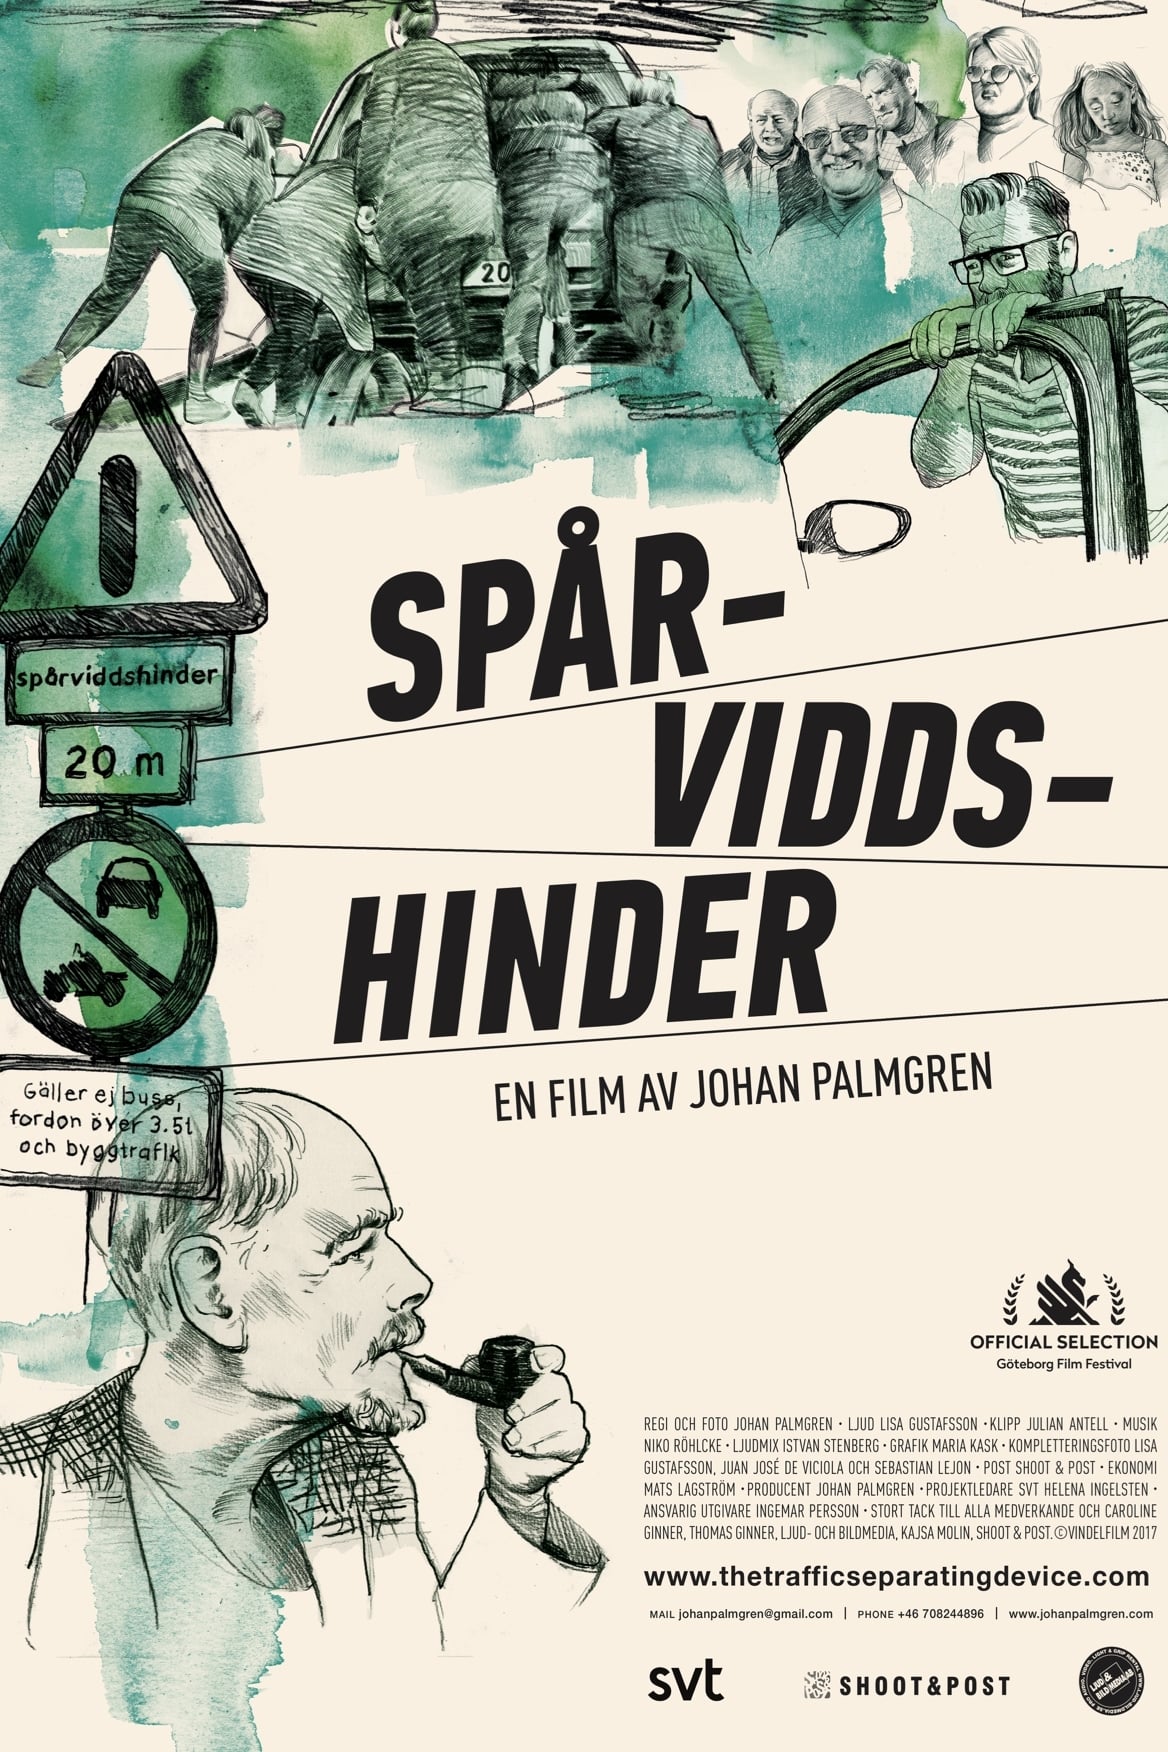 20
SPÅR-
VIDDS-
HINDER
EN FILM AV JOHAN PALMGREN
spårviddshinder
20 m
Gäller ej buss,
fordon över 3.5t
och byggtrafik
OFFICIAL SELECTION
Göteborg Film Festival
REGI OCH FOTO JOHAN PALMGREN • LJUD LISA GUSTAFSSON • KLIPP JULIAN ANTELL • MUSIK
NIKO RÖHLCKE • LJUDMIX ISTVAN STENBERG • GRAFIK MARIA KASK • KOMPLETTERINGSFOTO LISA
GUSTAFSSON, JUAN JOSÉ DE VICIOLA OCH SEBASTIAN LEJON • POST SHOOT & POST • EKONOMI
MATS LAGSTRÖM • PRODUCENT JOHAN PALMGREN • PROJEKTLEDARE SVT HELENA INGELSTEN •
ANSVARIG UTGIVARE INGEMAR PERSSON • STORT TACK TILL ALLA MEDVERKANDE OCH CAROLINE
GINNER, THOMAS GINNER, LJUD- OCH BILDMEDIA, KAJSA MOLIN, SHOOT & POST. ©VINDELFILM 2017
www.thetrafficseparatingdevice.com
MAIL johanpalmgren@gmail.com | PHONE +46 708244896 | www.johanpalmgren.com
svt
SHOOT&POST
LJUD &
BILDMEDIA AB